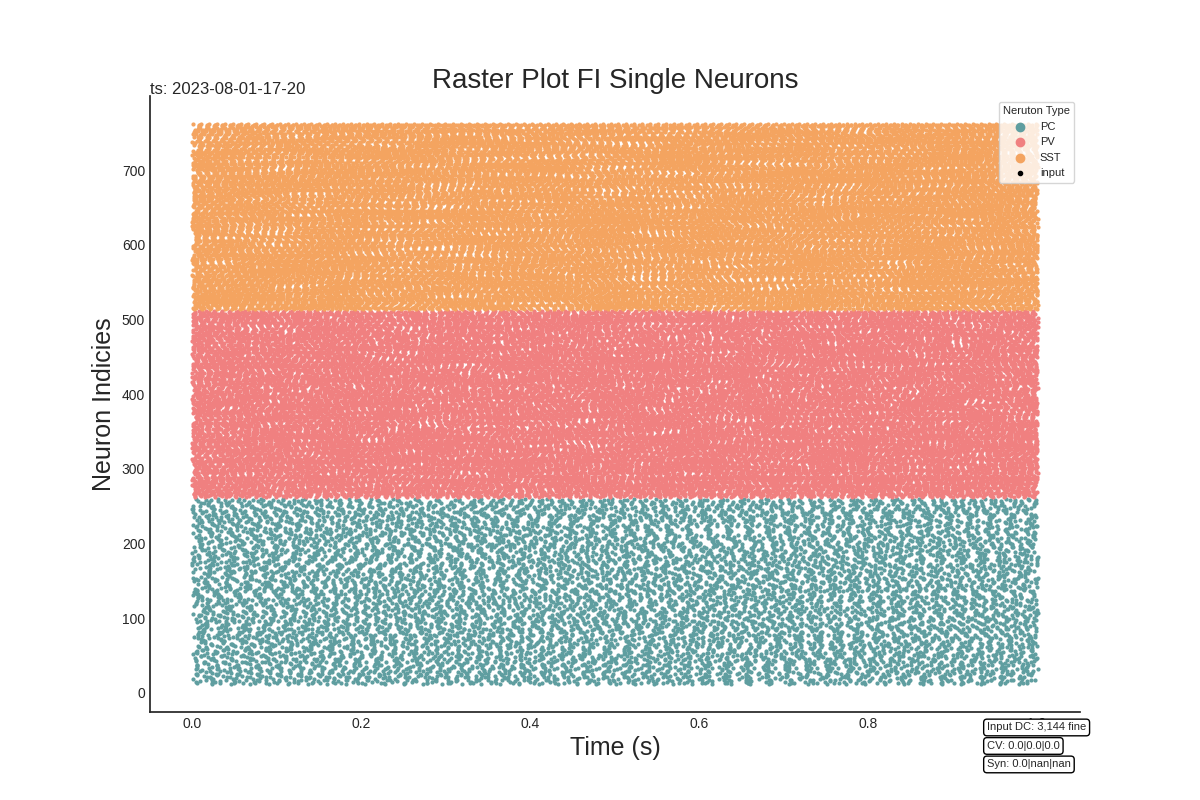 Raster Plot FI Single Neurons
ts: 2023-08-01-17-20
Neruton Type
PC
PV
SST
input
Neuron Indicies
700
600
500
400
300
200
100
0
0.0 0.2 0.4 0.6 0.8
Time (s)
Input DC: 3,144 fine
CV: 0.0|0.0|0.0
Syn: 0.0|nan|nan